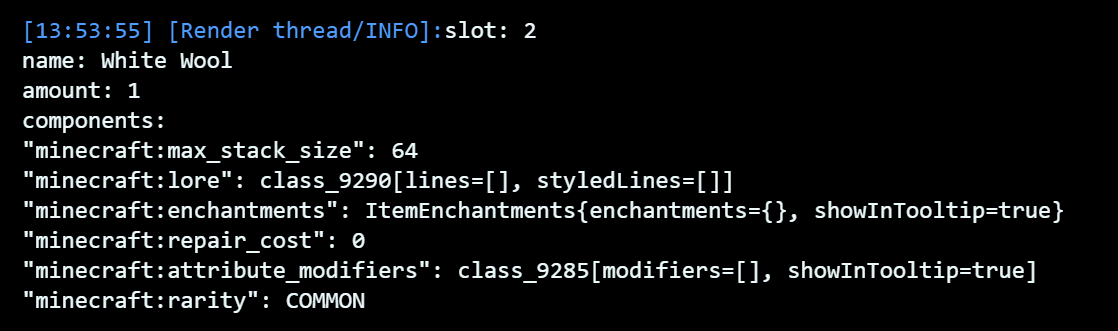 [13:53:55] [Render thread/INFO]:slot: 2
name: White Wool
amount: 1
components:
"minecraft:max_stack_size": 64
"minecraft:lore": class_9290[lines=[], styledLines=[]]
"minecraft:enchantments": ItemEnchantments{enchantments={}, showInTooltip=true}
"minecraft:repair_cost": 0
"minecraft:attribute_modifiers": class_9285[modifiers=[], showInTooltip=true]
"minecraft:rarity": COMMON